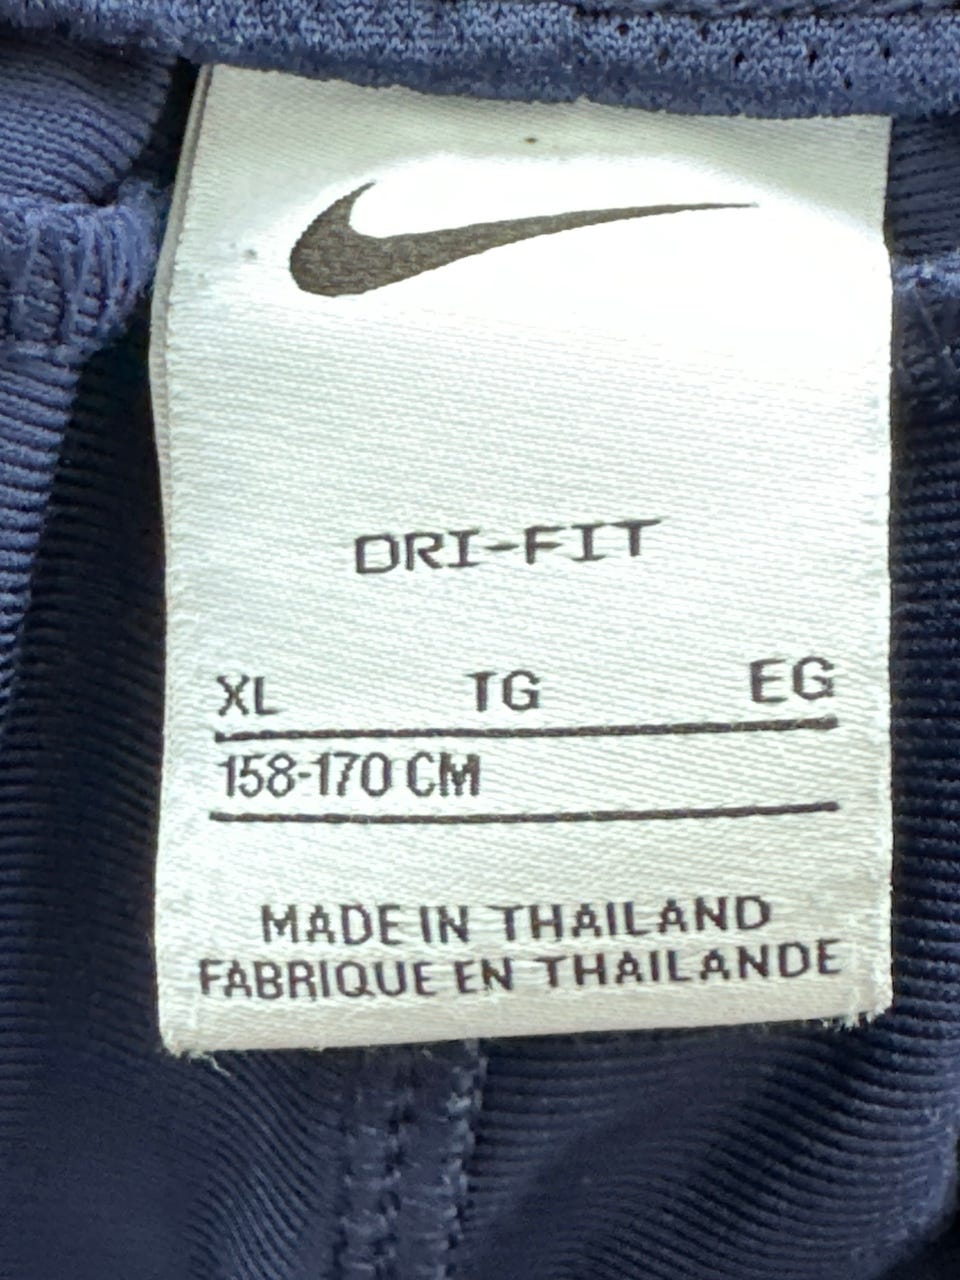 DRI-FIT
XL TG EG
158-170 CM
MADE IN THAILAND
FABRIQUE EN THAILANDE